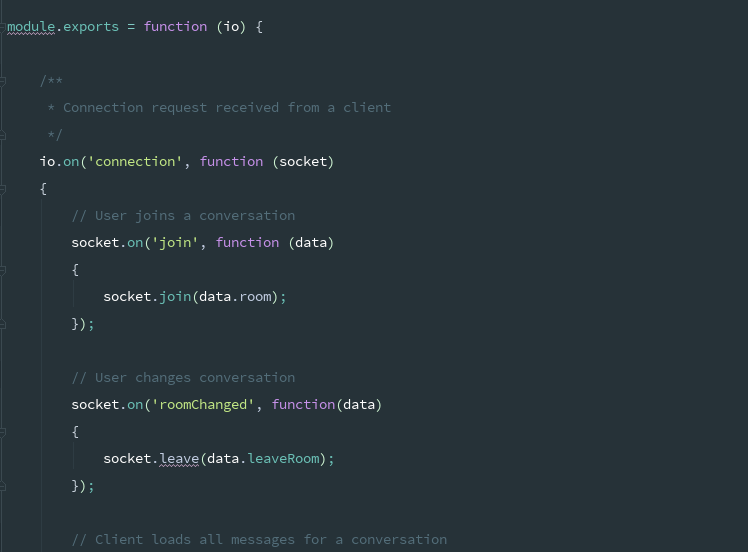 module.exports = function (io) {
/**
* Connection request received from a client
*/
io.on('connection', function (socket)
{
// User joins a conversation
socket.on('join', function (data)
{
socket.join(data.room);
});
// User changes conversation
socket.on('roomChanged', function(data)
{
socket.leave(data.leaveRoom);
});
// Client loads all messages for a conversation